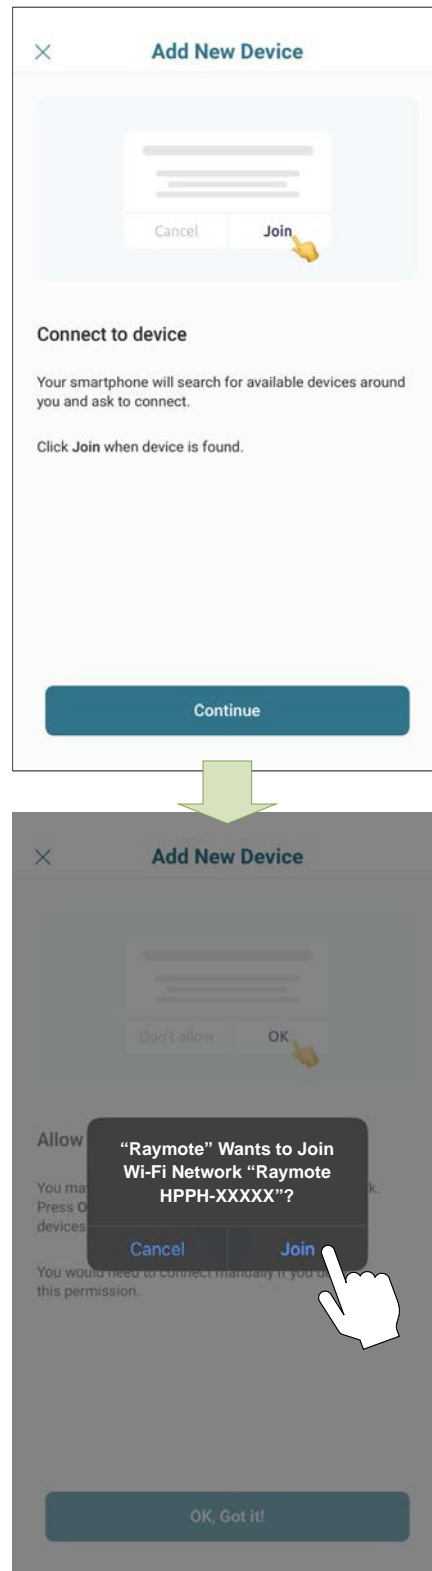 Add New Device
Cancel
Join
Connect to device
Your smartphone will search for available devices around
you and ask to connect.
Click Join when device is found.
Continue
Add New Device
Don't allow
OK
Allow
“Raymote” Wants to Join
Wi-Fi Network “Raymote
HPPH-XXXXX”?
You may
k.
Press O
devices
Cancel
Join
You would need to connect manually if you
this permission.
OK, Got it!